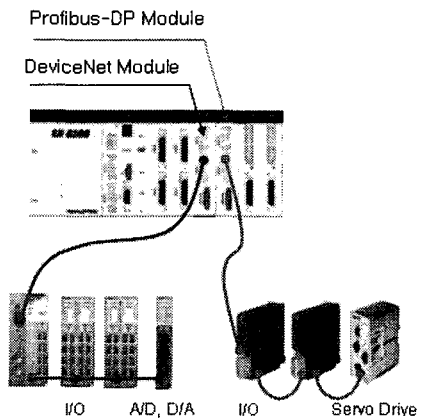 Profibus-DP Module
DeviceNet Module
I/O
A/D, D/A
I/O
Servo Drive